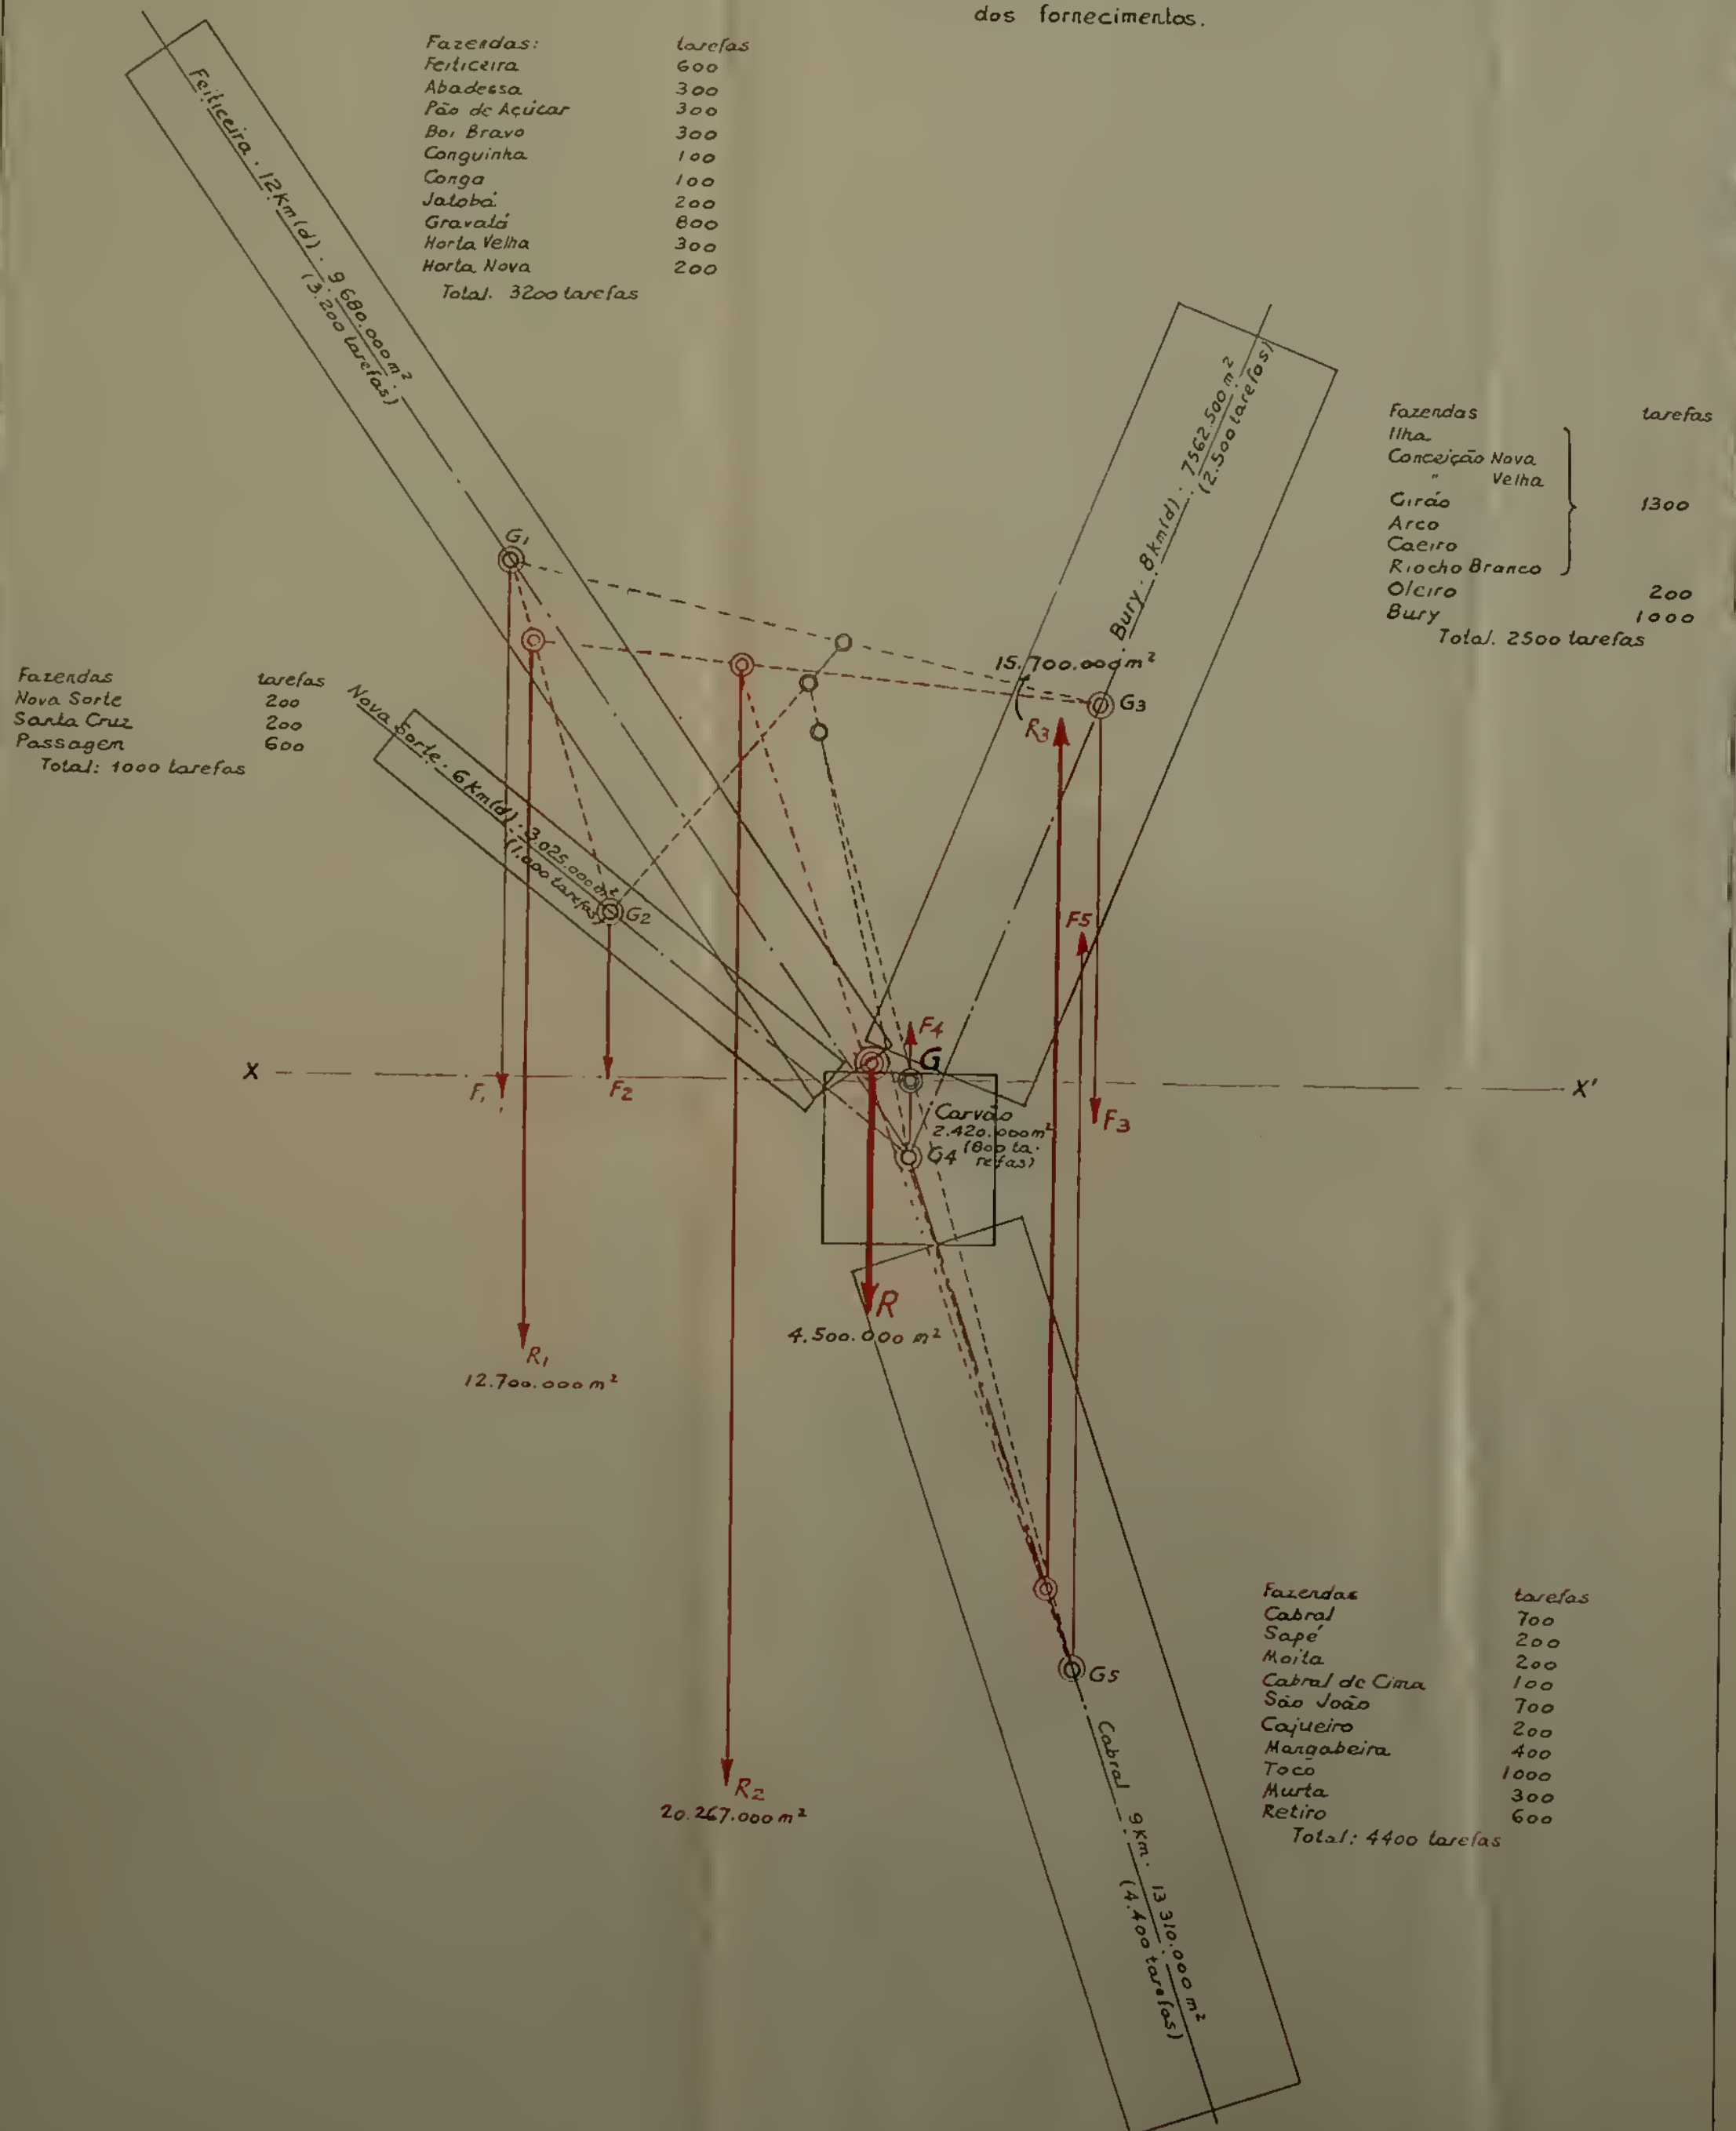 dos fornecimentos.
Fazendas: tarefas
Feiticeira 600
Abadessa 300
Pão de Açúcar 300
Boi Bravo 300
Conguinha 100
Conga 100
Jatobá 200
Gravatá 800
Horta Velha 300
Horta Nova 200
Total. 3200 tarefas
Feiticeira. 12Km(d). 9680.000m²
(3.200 tarefas)
Bury. 8km(d). 7562.500m²
(2.500 tarefas)
Fazendas tarefas
Ilha
Conceição Nova
" Velha
Girão 1300
Arco
Caeiro
Riocho Branco
Oleiro 200
Bury 1000
Total. 2500 tarefas
G1
15.700.000m²
G3
R3
Fazendas tarefas
Nova Sorte 200
Santa Cruz 200
Passagem 600
Total: 1000 tarefas
Nova Sorte. 6Km(d). 3.025.000m²
(1.000 tarefas)
G2
F5
F4
G
X
X'
F1
F2
F3
Carvão
2.420.000m²
(800 ta-
refas)
G4
R
4.500.000 m²
R1
12.700.000 m²
G5
R2
20.267.000 m²
Cabral 9Km. 13 310.000 m²
(4.400 tarefas)
Fazendas tarefas
Cabral 700
Sapé 200
Moita 200
Cabral de Cima 100
São João 700
Cajueiro 200
Mangabeira 400
Toco 1000
Murta 300
Retiro 600
Total: 4400 tarefas